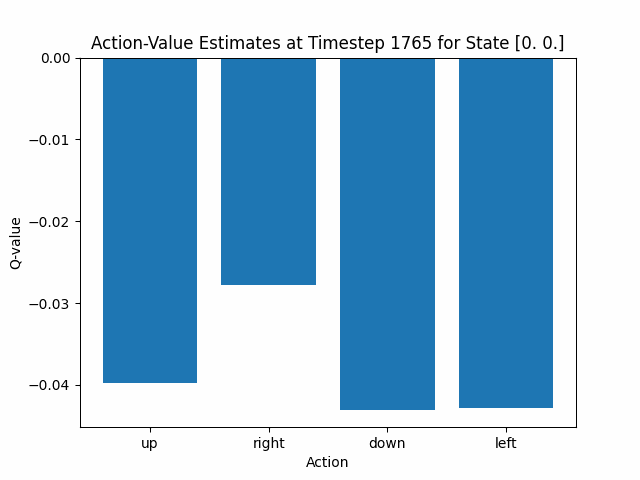 Action-Value Estimates at Timestep 1765 for State [0. 0.]
0.00
−0.01
−0.02
−0.03
−0.04
Q-value
up right down left
Action